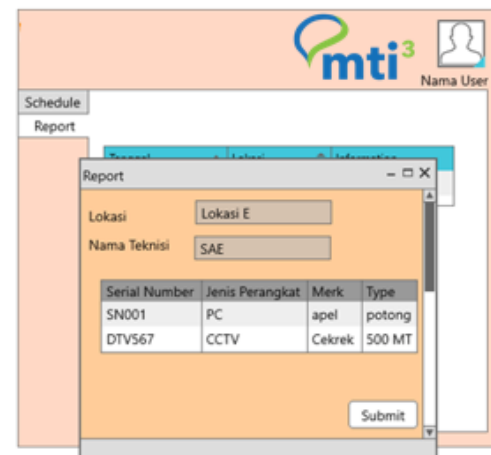 mti³
Nama User
Schedule
Report
Report
Lokasi Lokasi E
Nama Teknisi SAE
Serial Number Jenis Perangkat Merk Type
SN001 PC apel potong
DTV567 CCTV Cekrek 500 MT
Submit